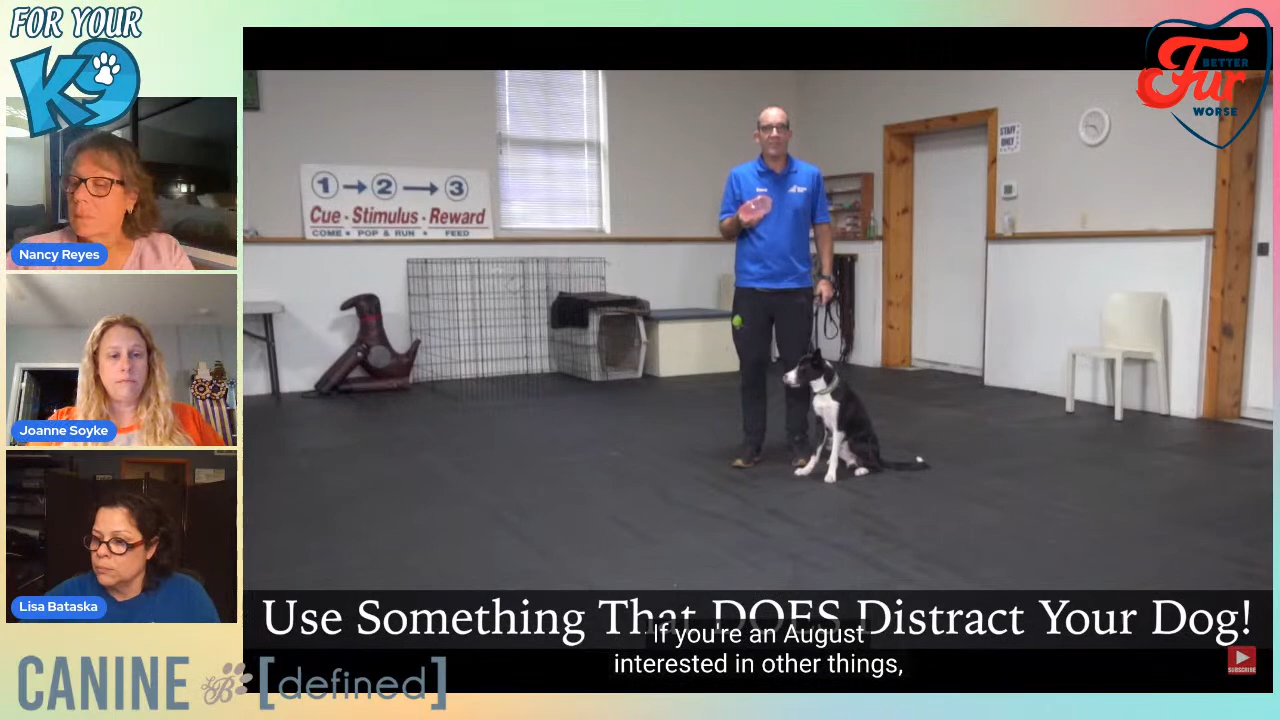 FOR YOUR
K9
Nancy Reyes
Joanne Soyke
Lisa Bataska
CANINE B [defined]
BETTER
Fur
WORSE
STAFF
ONLY
1 → 2 → 3
Cue - Stimulus - Reward
COME • POP & RUN • FEED
Use Something That DOES Distract Your Dog!
If you're an August
interested in other things,
SUBSCRIBE